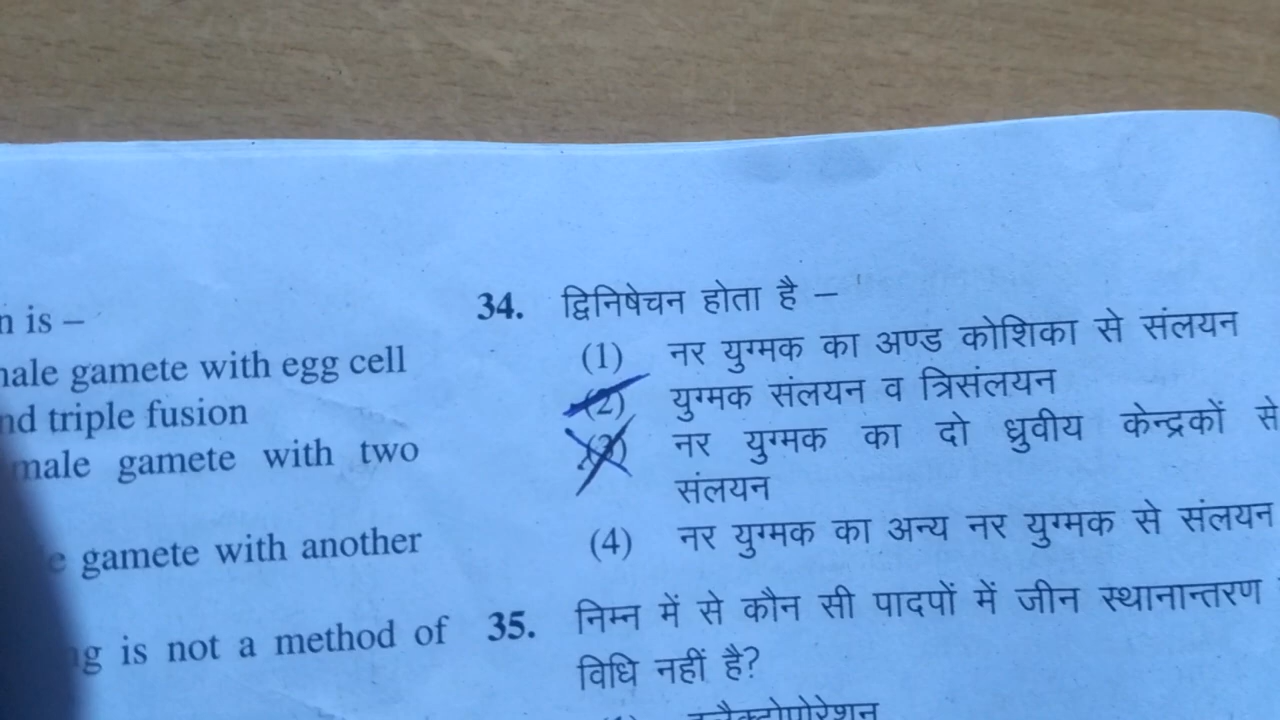 is –
gamete with egg cell
triple fusion
male gamete with two
gamete with another
is not a method of
34. द्विनिषेचन होता है –
(1) नर युग्मक का अण्ड कोशिका से संलयन
(2) युग्मक संलयन व त्रिसंलयन
(3) नर युग्मक का दो ध्रुवीय केन्द्रकों से
संलयन
(4) नर युग्मक का अन्य नर युग्मक से संलयन
35. निम्न में से कौन सी पादपों में जीन स्थानान्तरण
विधि नहीं है?